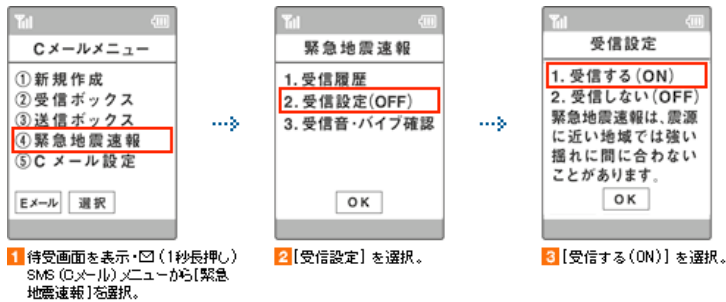 Cメールメニュー
①新規作成
②受信ボックス
③送信ボックス
④緊急地震速報
⑤C メール設定
Eメール 選択
1 待受画面を表示・✉(1秒長押し)
SMS (Cメール) メニューから[緊急
地震速報]を選択。
緊急地震速報
1. 受信履歴
2. 受信設定(OFF)
3. 受信音・バイブ確認
OK
2 [受信設定] を選択。
受信設定
1. 受信する(ON)
2. 受信しない(OFF)
緊急地震速報は、震源
に近い地域では強い
揺れに間に合わない
ことがあります。
OK
3 [受信する(ON)] を選択。